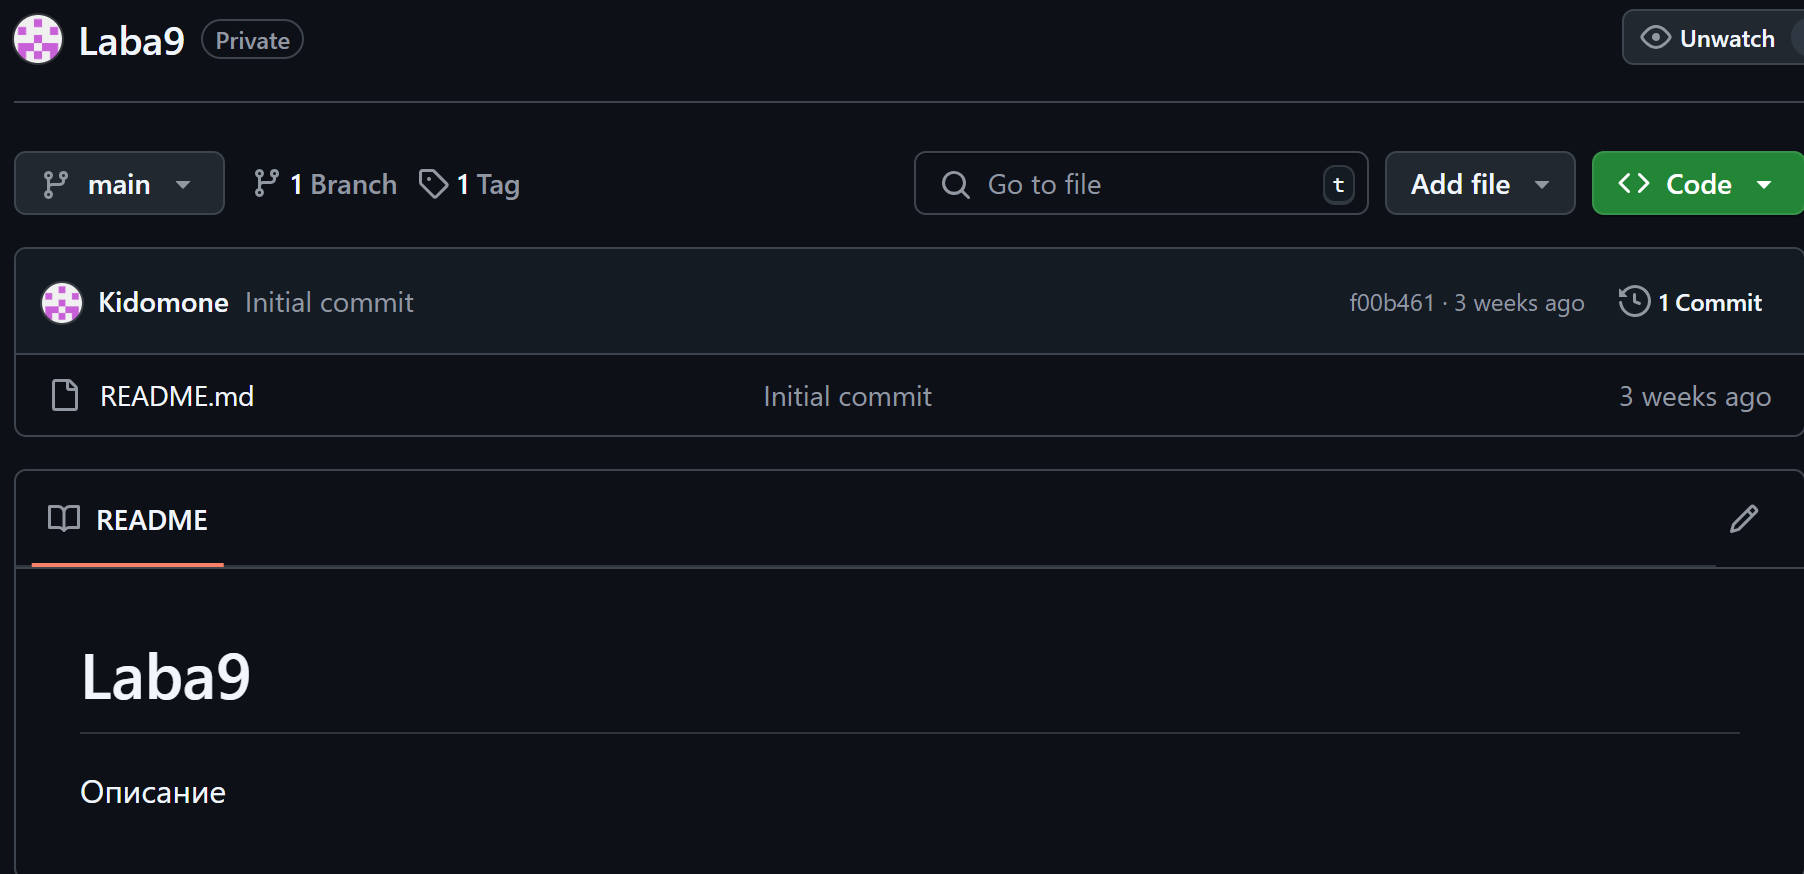 Laba9 Private Unwatch
main 1 Branch 1 Tag Go to file t Add file Code
Kidomone Initial commit f00b461 · 3 weeks ago 1 Commit
README.md Initial commit 3 weeks ago
README
Laba9
Описание